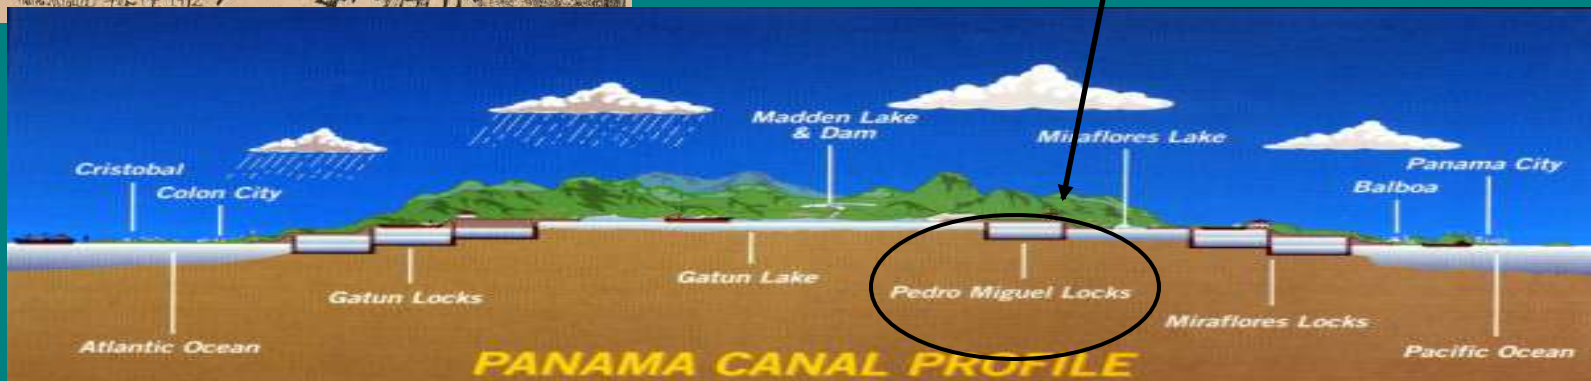 Madden Lake
& Dam
Miraflores Lake
Cristobal
Colon City
Panama City
Balboa
Gatun Locks
Gatun Lake
Pedro Miguel Locks
Miraflores Locks
Atlantic Ocean
Pacific Ocean
PANAMA CANAL PROFILE